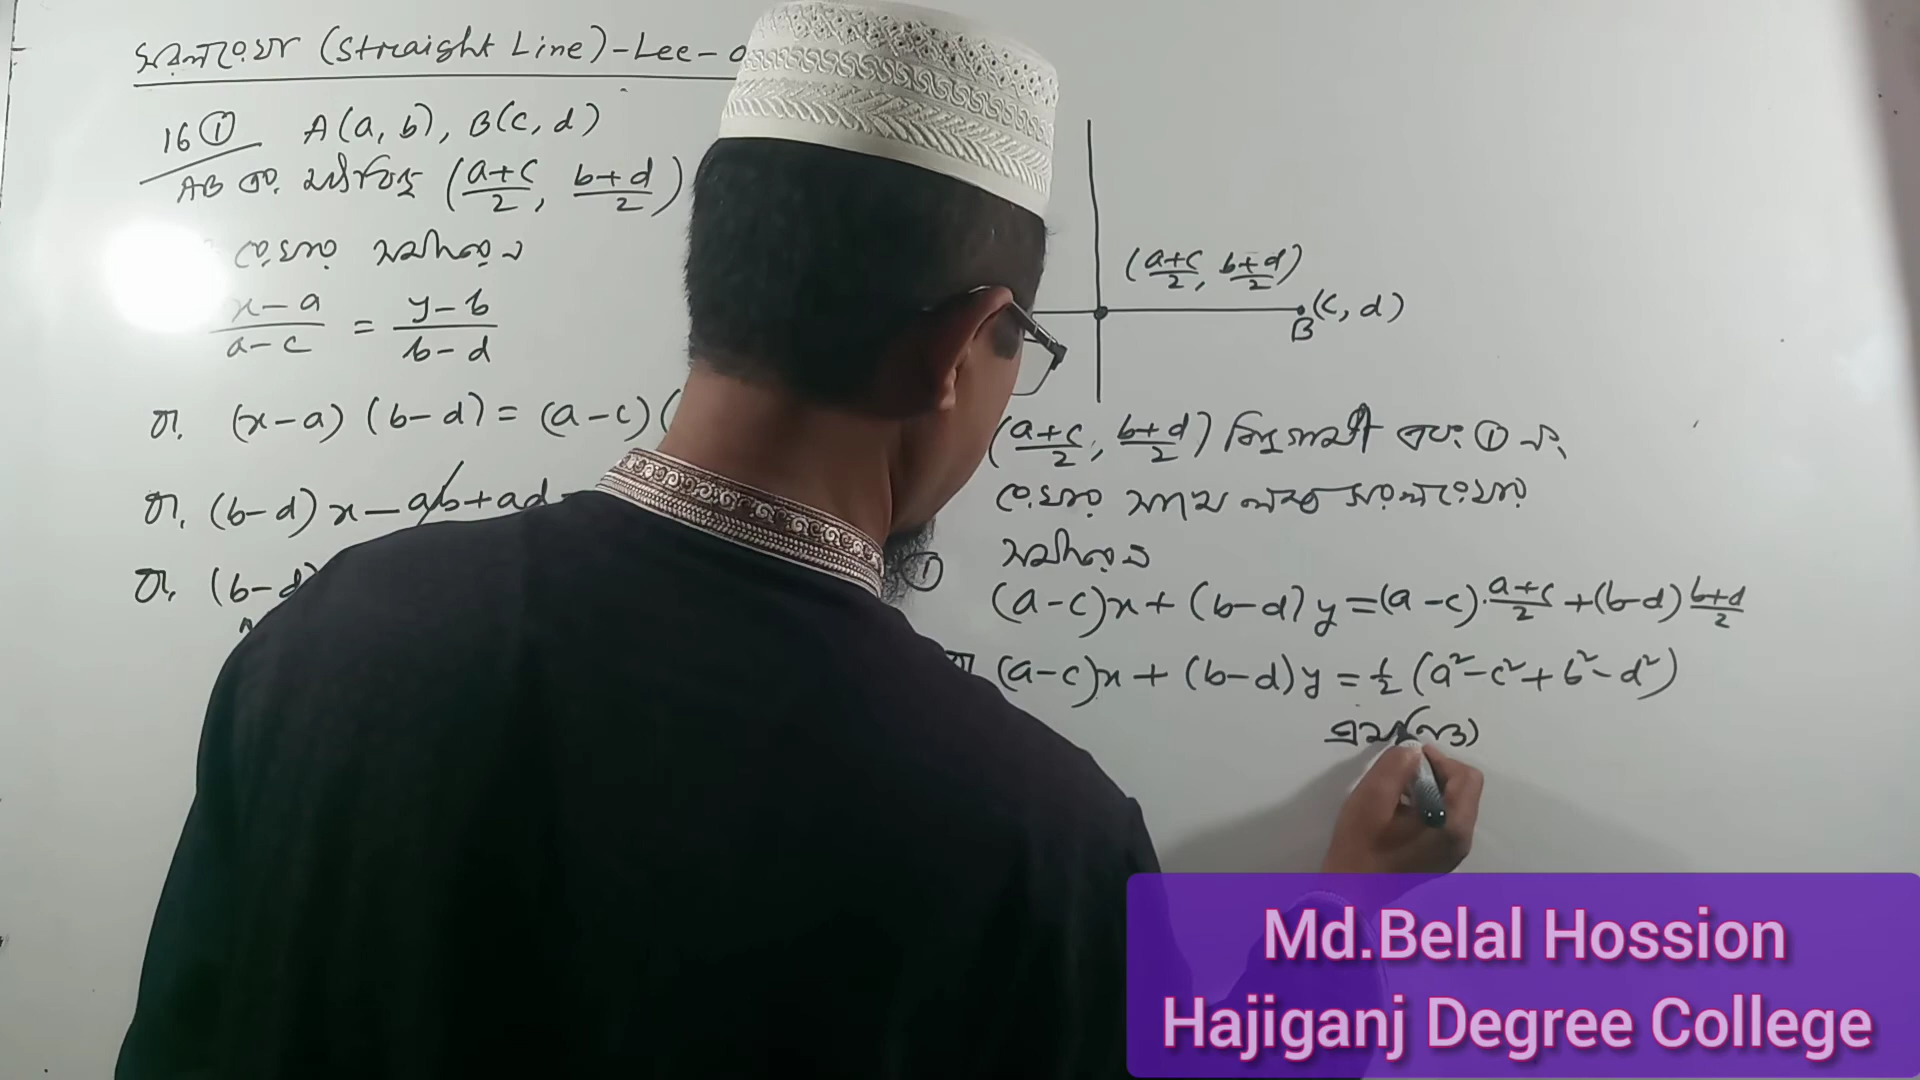 সরলরেখা (Straight Line)-Lec-0
16 ① A(a, b), B(c, d)
AB এর মধ্যবিন্দু (a+c/2, b+d/2)
রেখার সমীকরণ
x-a/a-c = y-b/b-d
বা, (x-a) (b-d) = (a-c)(
বা, (b-d)x - ab + ad
বা, (b-d)
(a+c/2, b+d/2)
B (c, d)
(a+c/2, b+d/2) বিন্দুগামী এবং ① নং
রেখার সাথে লম্ব সরলরেখার
①
সমীকরণ
(a-c)x + (b-d)y = (a-c)·a+c/2 + (b-d) b+d/2
বা (a-c)x + (b-d)y = ½ (a²-c²+b²-d²)
Md.Belal Hossion
Hajiganj Degree College